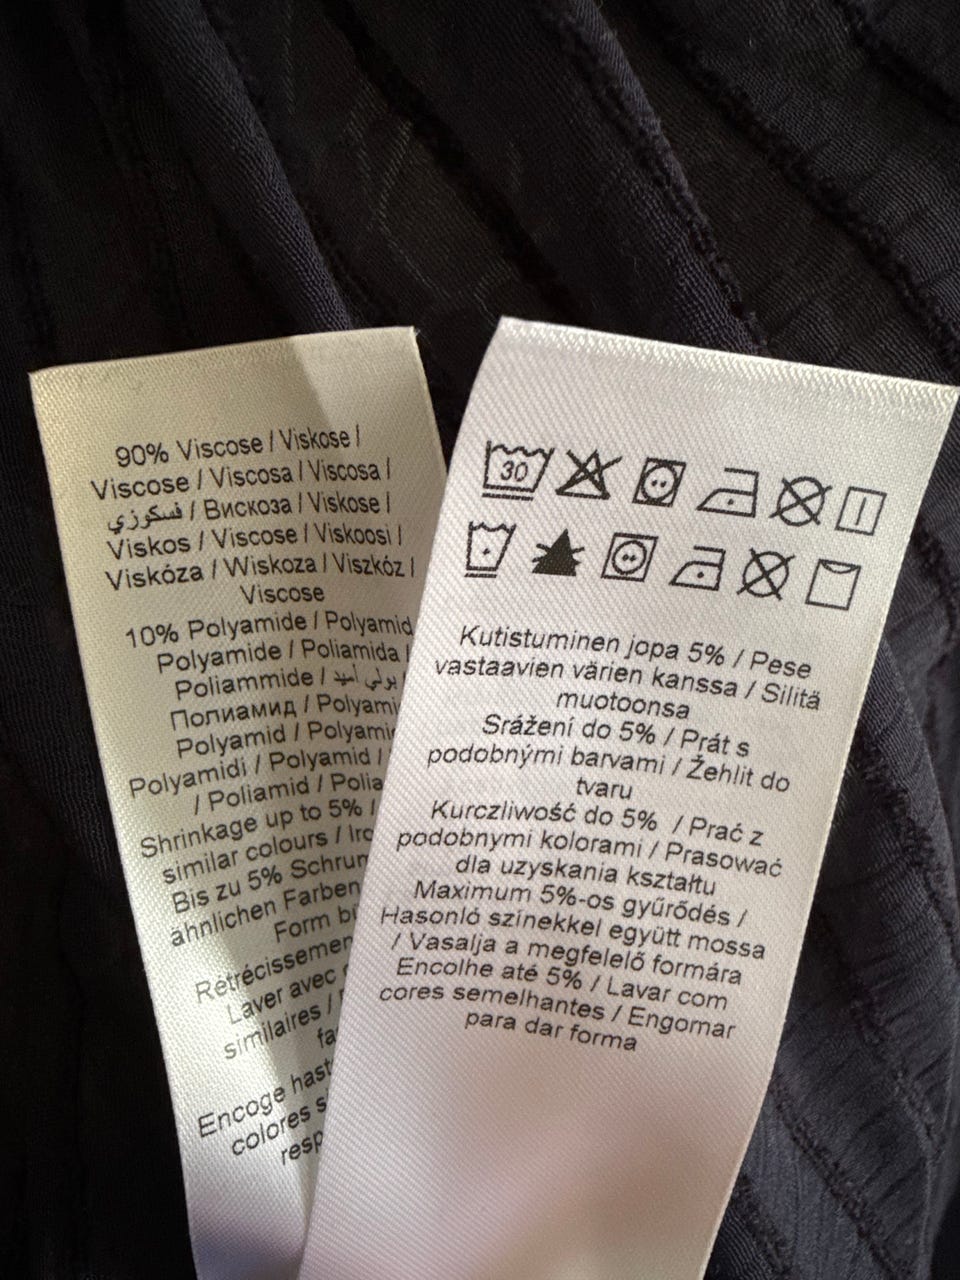 90% Viscose / Viskose /
Viscose / Viscosa / Viscosa /
فسكوزي / Вискоза / Viskose /
Viskos / Viscose / Viskoosi /
Viskóza / Wiskoza / Viszkóz /
Viscose
10% Polyamide / Polyamid
Polyamide / Poliamida /
Poliammide / بولي أميد /
Полиамид / Polyami
Polyamid / Polyamid
Polyamidi / Polyamid /
/ Poliamid / Polia
Shrinkage up to 5% /
similar colours / Iro
Bis zu 5% Schrum
ähnlichen Farben
Form bü
Rétrécissemen
Laver avec
similaires /
fa
Encoge hast
colores s
resp
30
Kutistuminen jopa 5% / Pese
vastaavien värien kanssa / Silitä
muotoonsa
Srážení do 5% / Prát s
podobnými barvami / Žehlit do
tvaru
Kurczliwość do 5% / Prać z
podobnymi kolorami / Prasować
dla uzyskania kształtu
Maximum 5%-os gyűrődés /
Hasonló színekkel együtt mossa
/ Vasalja a megfelelő formára
Encolhe até 5% / Lavar com
cores semelhantes / Engomar
para dar forma